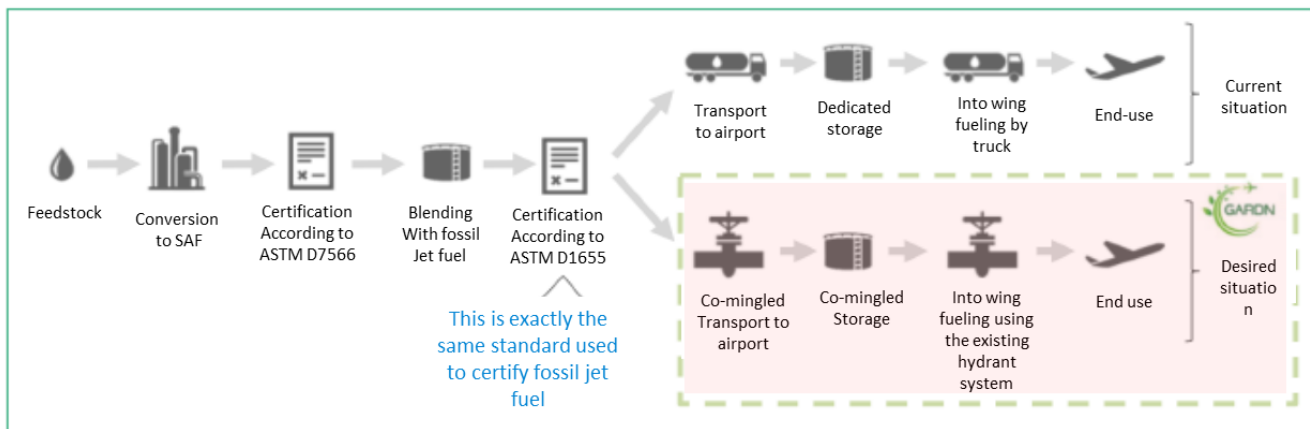 Feedstock
Conversion
to SAF
Certification
According to
ASTM D7566
Blending
With fossil
Jet fuel
Certification
According to
ASTM D1655
This is exactly the
same standard used
to certify fossil jet
fuel
Transport
to airport
Dedicated
storage
Into wing
fueling by
truck
End-use
Current
situation
Co-mingled
Transport to
airport
Co-mingled
Storage
Into wing
fueling using
the existing
hydrant
system
End use
GARDN
Desired
situatio
n